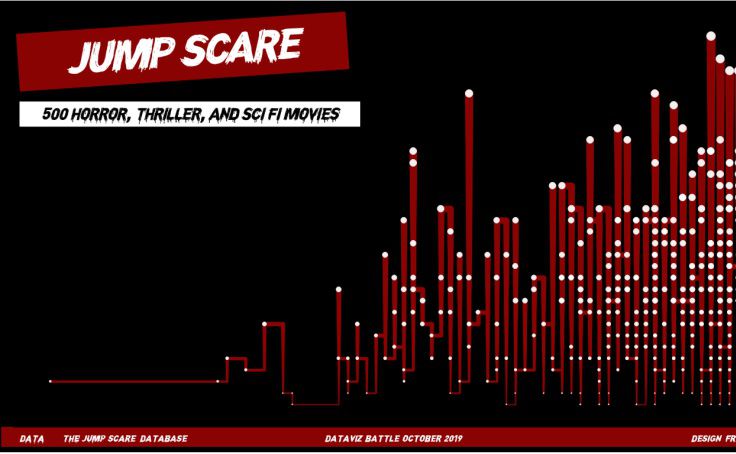 JUMP SCARE
500 HORROR, THRILLER, AND SCI FI MOVIES
DATA THE JUMP SCARE DATABASE DATAVIZ BATTLE OCTOBER 2019 DESIGN FR